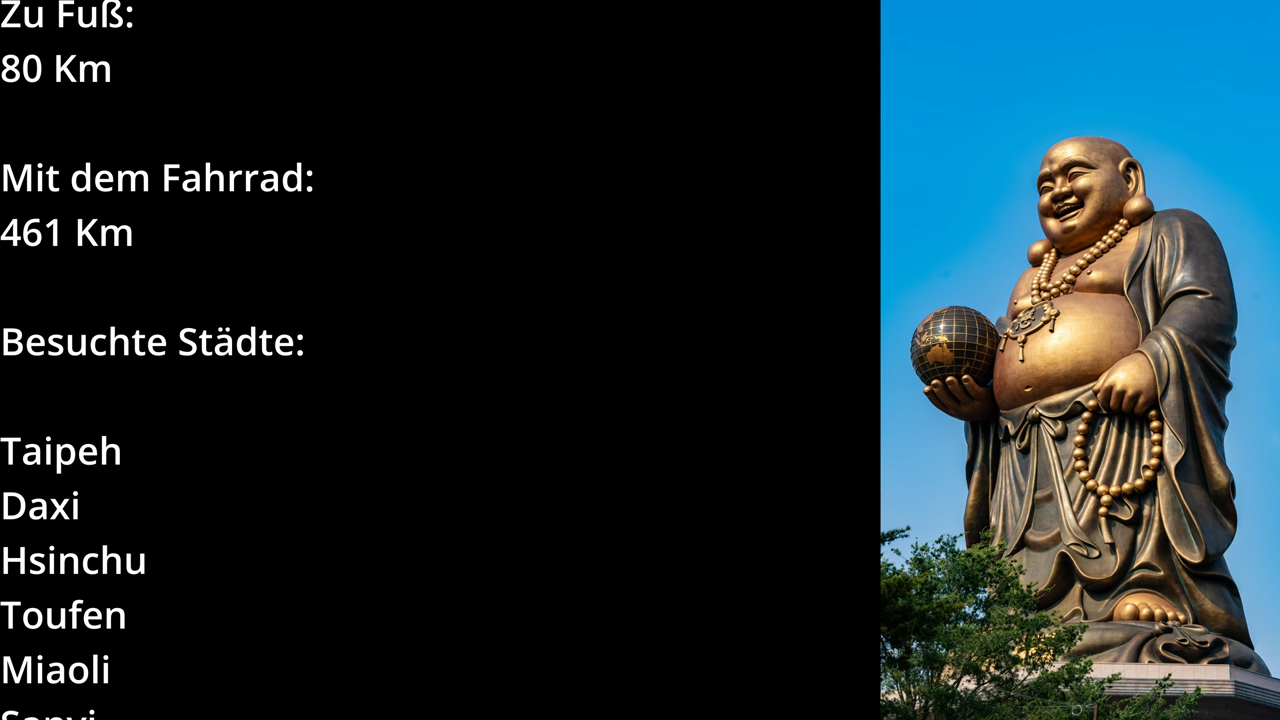 Zu Fuß:
80 Km
Mit dem Fahrrad:
461 Km
Besuchte Städte:
Taipeh
Daxi
Hsinchu
Toufen
Miaoli